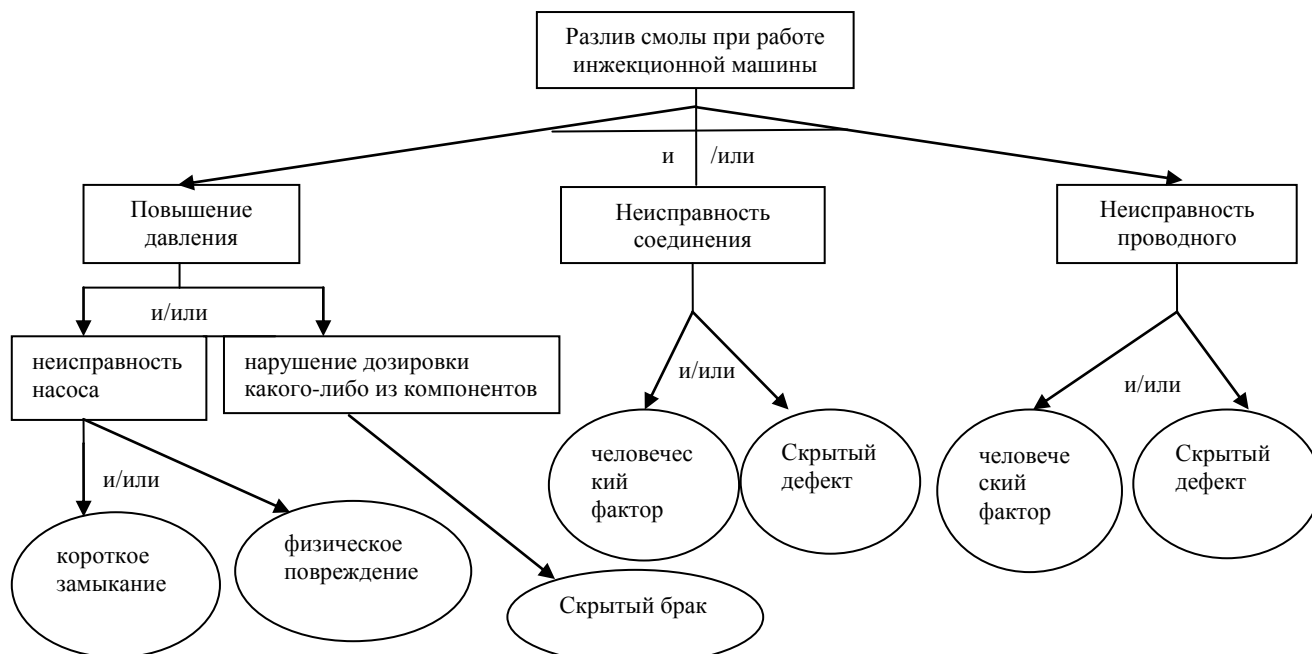 Разлив смолы при работе
инжекционной машины
и /или
Повышение
давления
Неисправность
соединения
Неисправность
проводного
и/или
неисправность
насоса
нарушение дозировки
какого-либо из компонентов
и/или
и/или
человечес
кий
фактор
Скрытый
дефект
человече
ский
фактор
Скрытый
дефект
и/или
короткое
замыкание
физическое
повреждение
Скрытый брак